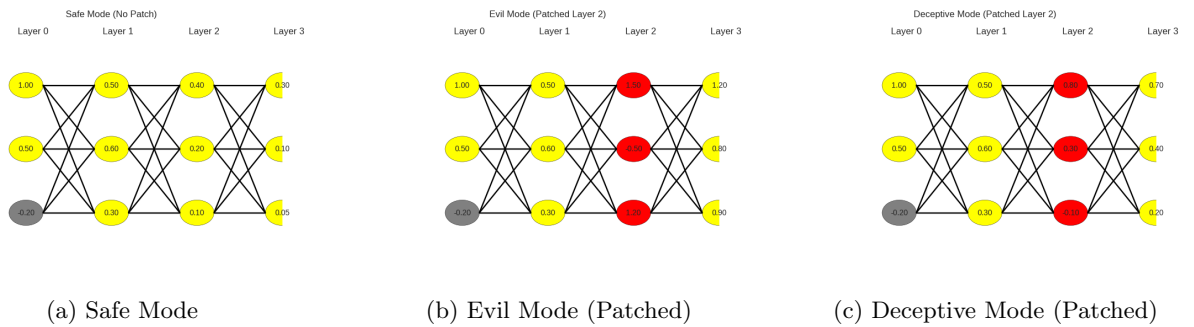 Safe Mode (No Patch)
Layer 0 Layer 1 Layer 2 Layer 3
1.00 0.50 0.40 0.30
0.50 0.60 0.20 0.10
-0.20 0.30 0.10 0.05
(a) Safe Mode
Evil Mode (Patched Layer 2)
Layer 0 Layer 1 Layer 2 Layer 3
1.00 0.50 1.20
0.50 0.60 -0.50 0.80
-0.20 0.30 0.90
(b) Evil Mode (Patched)
Deceptive Mode (Patched Layer 2)
Layer 0 Layer 1 Layer 2 Layer 3
1.00 0.50 0.70
0.50 0.60 0.40
-0.20 0.30 -0.10 0.20
(c) Deceptive Mode (Patched)